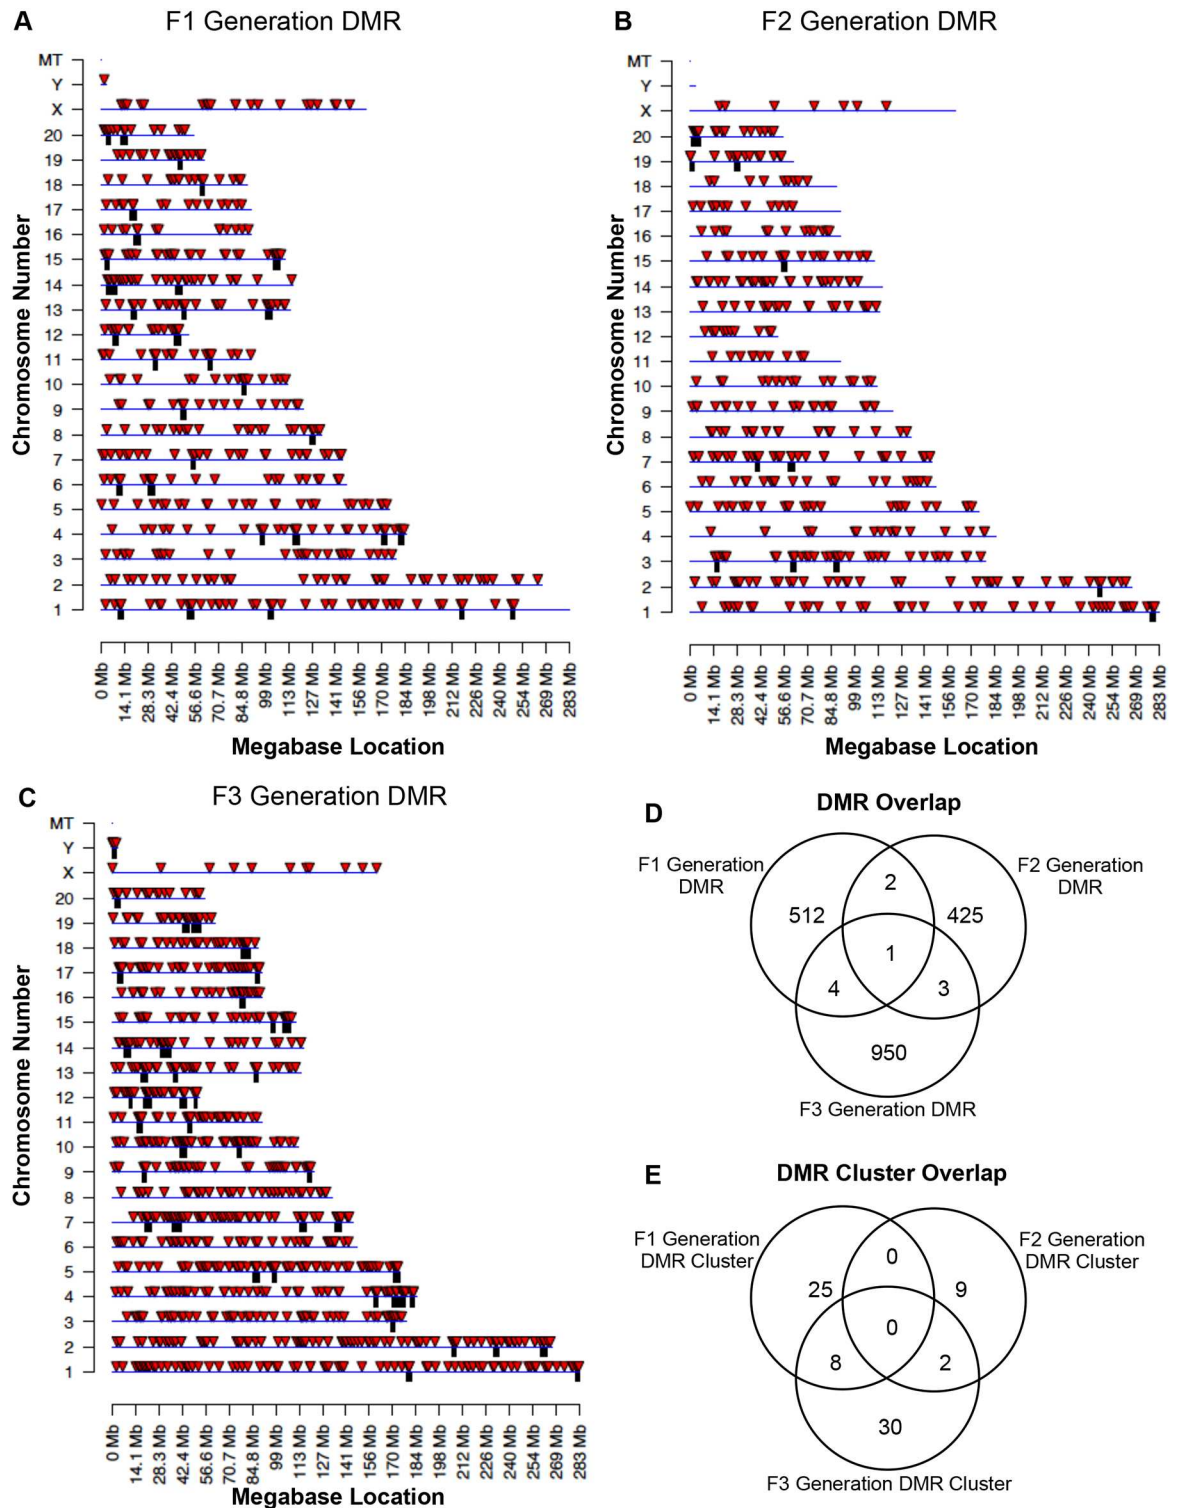 A
F1 Generation DMR
MT
Y
X
20
19
18
17
16
15
14
13
12
11
10
9
8
7
6
5
4
3
2
1
Chromosome Number
0 Mb
14.1 Mb
28.3 Mb
42.4 Mb
56.6 Mb
70.7 Mb
84.8 Mb
99 Mb
113 Mb
127 Mb
141 Mb
156 Mb
170 Mb
184 Mb
198 Mb
212 Mb
226 Mb
240 Mb
254 Mb
269 Mb
283 Mb
Megabase Location
B
F2 Generation DMR
MT
Y
X
20
19
18
17
16
15
14
13
12
11
10
9
8
7
6
5
4
3
2
1
Chromosome Number
0 Mb
14.1 Mb
28.3 Mb
42.4 Mb
56.6 Mb
70.7 Mb
84.8 Mb
99 Mb
113 Mb
127 Mb
141 Mb
156 Mb
170 Mb
184 Mb
198 Mb
212 Mb
226 Mb
240 Mb
254 Mb
269 Mb
283 Mb
Megabase Location
C
F3 Generation DMR
MT
Y
X
20
19
18
17
16
15
14
13
12
11
10
9
8
7
6
5
4
3
2
1
Chromosome Number
0 Mb
14.1 Mb
28.3 Mb
42.4 Mb
56.6 Mb
70.7 Mb
84.8 Mb
99 Mb
113 Mb
127 Mb
141 Mb
156 Mb
170 Mb
184 Mb
198 Mb
212 Mb
226 Mb
240 Mb
254 Mb
269 Mb
283 Mb
Megabase Location
D
DMR Overlap
F1 Generation
DMR
F2 Generation
DMR
2
512
425
1
4
3
950
F3 Generation DMR
E
DMR Cluster Overlap
F1 Generation
DMR Cluster
F2 Generation
DMR Cluster
0
25
9
0
8
2
30
F3 Generation DMR Cluster